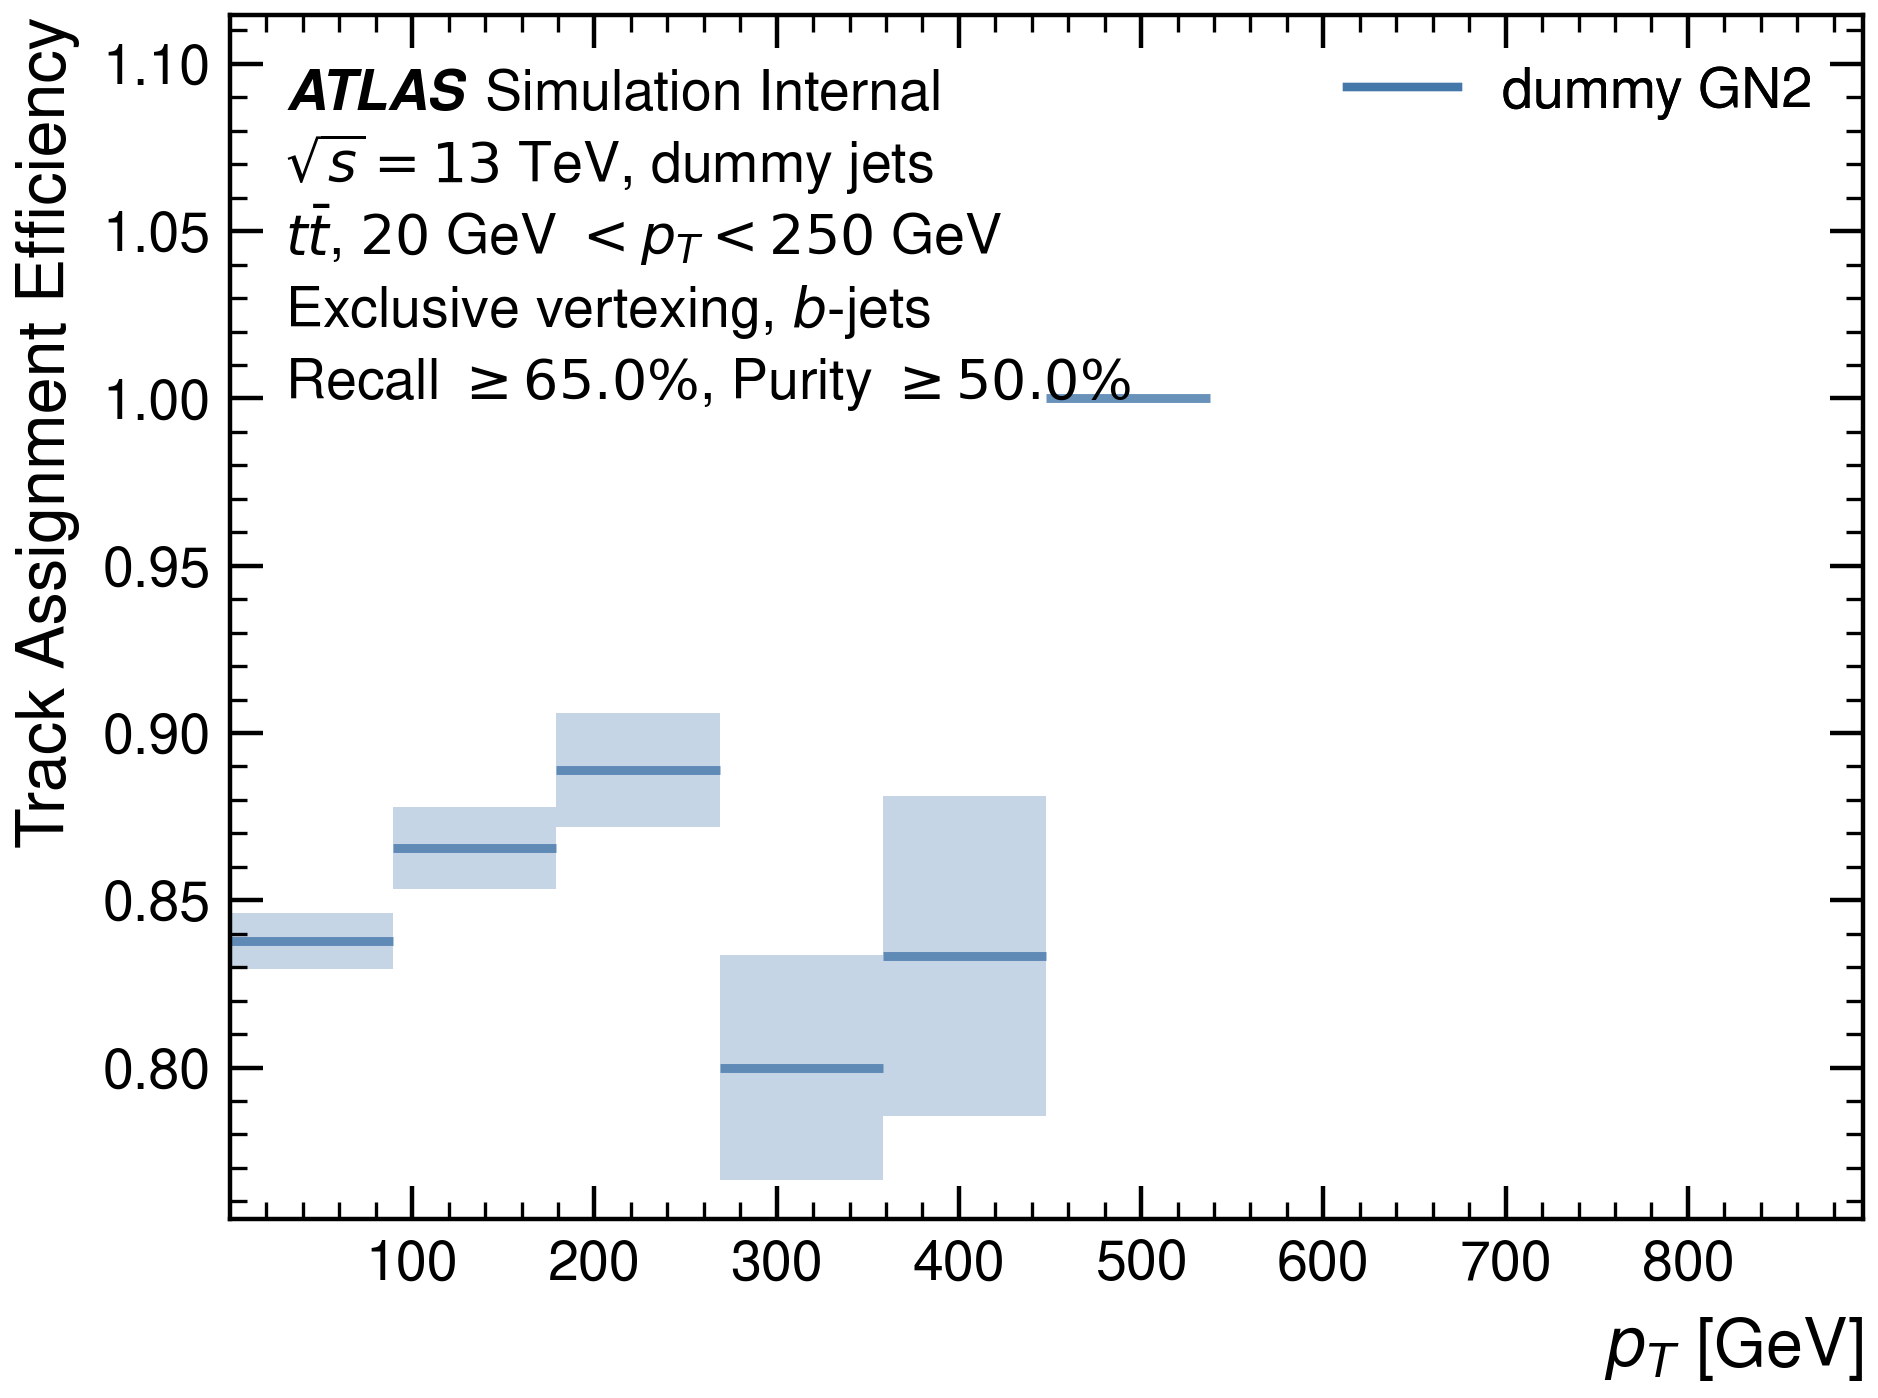 Track Assignment Efficiency
1.10
1.05
1.00
0.95
0.90
0.85
0.80
ATLAS Simulation Internal
√s = 13 TeV, dummy jets
tt̄, 20 GeV < p_T < 250 GeV
Exclusive vertexing, b-jets
Recall ≥ 65.0%, Purity ≥ 50.0%
dummy GN2
100 200 300 400 500 600 700 800
p_T [GeV]